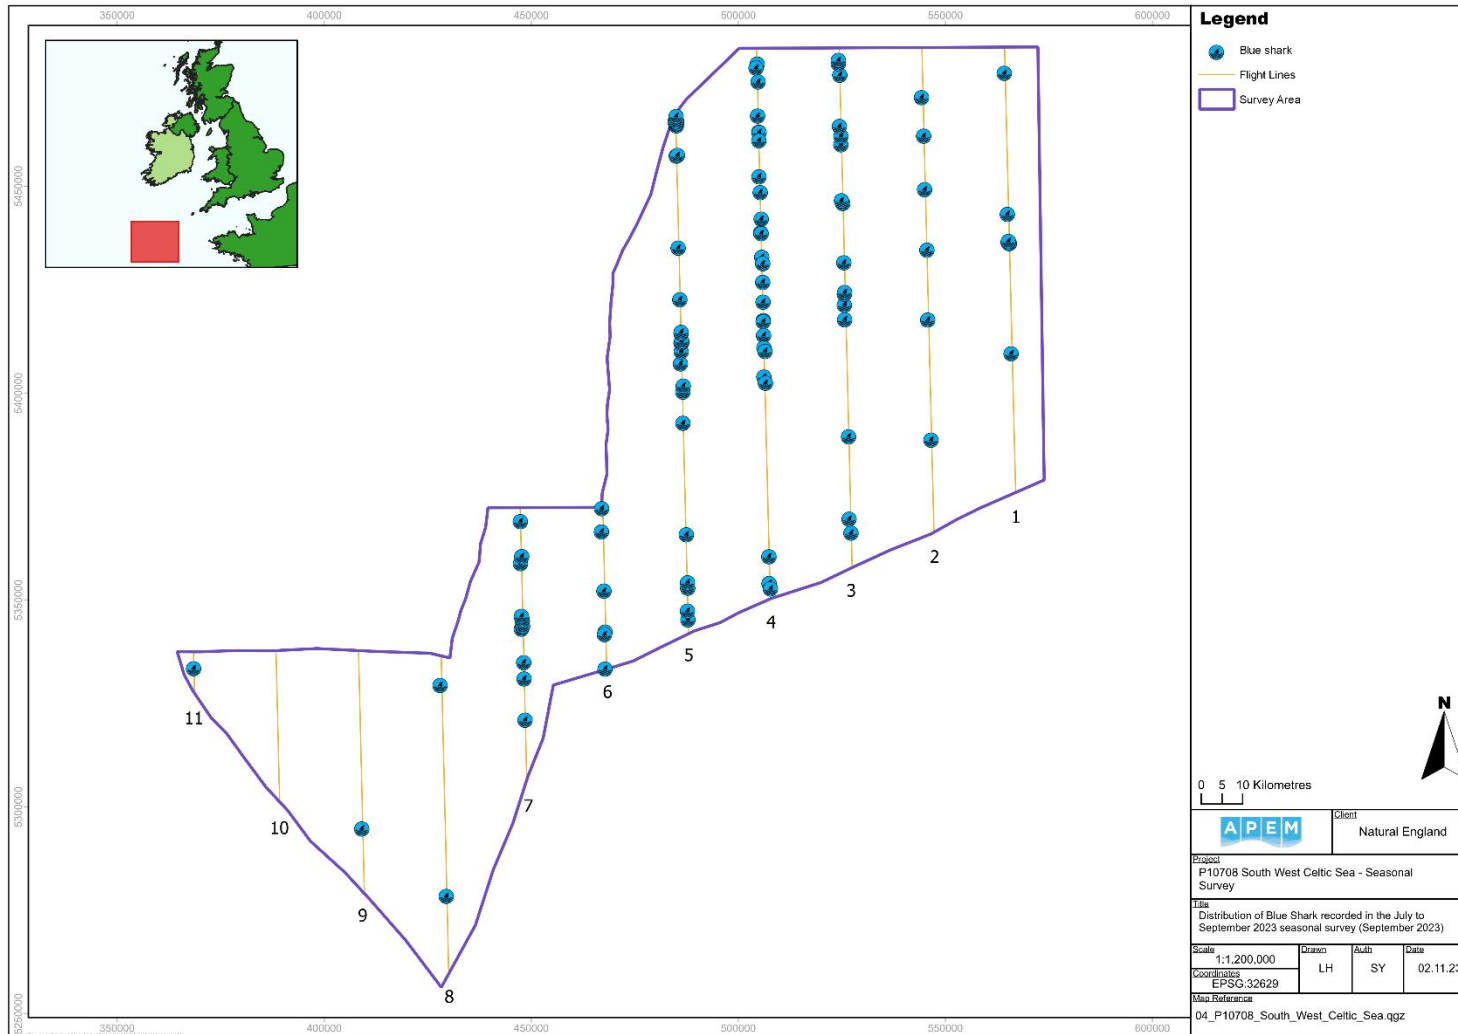 350000 400000 450000 500000 550000 600000
5450000
5400000
5350000
5300000
5250000
1
2
3
4
5
6
7
8
9
10
11
350000 400000 450000 500000 550000 600000
Legend
Blue shark
Flight Lines
Survey Area
N
0 5 10 Kilometres
APEM
Client
Natural England
Project
P10708 South West Celtic Sea - Seasonal
Survey
Title
Distribution of Blue Shark recorded in the July to
September 2023 seasonal survey (September 2023)
Scale
1:1,200,000
Drawn
LH
Auth
SY
Date
02.11.23
Coordinates
EPSG:32629
Map Reference
04_P10708_South_West_Celtic_Sea.qgz